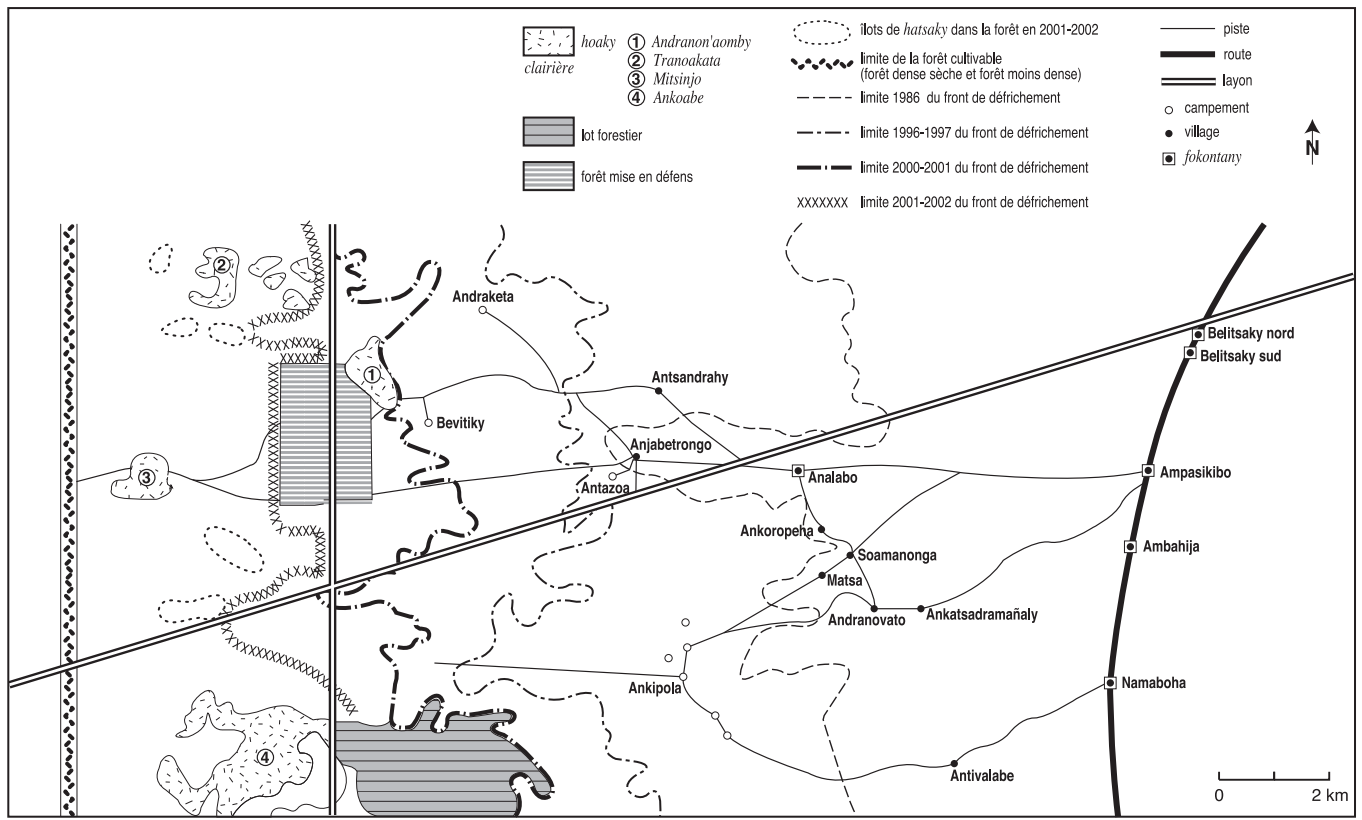 hoaky
clairière
1 Andranon'aomby
2 Tranoakata
3 Mitsinjo
4 Ankoabe
lot forestier
forêt mise en défens
îlots de hatsaky dans la forêt en 2001-2002
limite de la forêt cultivable
(forêt dense sèche et forêt moins dense)
limite 1986 du front de défrichement
limite 1996-1997 du front de défrichement
limite 2000-2001 du front de défrichement
XXXXXXX limite 2001-2002 du front de défrichement
piste
route
layon
campement
village
fokontany
N
2
Andraketa
Belitsaky nord
Belitsaky sud
1
Antsandrahy
Bevitiky
Anjabetrongo
3
Antazoa
Analabo
Ampasikibo
Ankoropeha
Soamanonga
Ambahija
Matsa
Andranovato
Ankatsadramañaly
Ankipola
Namaboha
4
Antivalabe
0 2 km